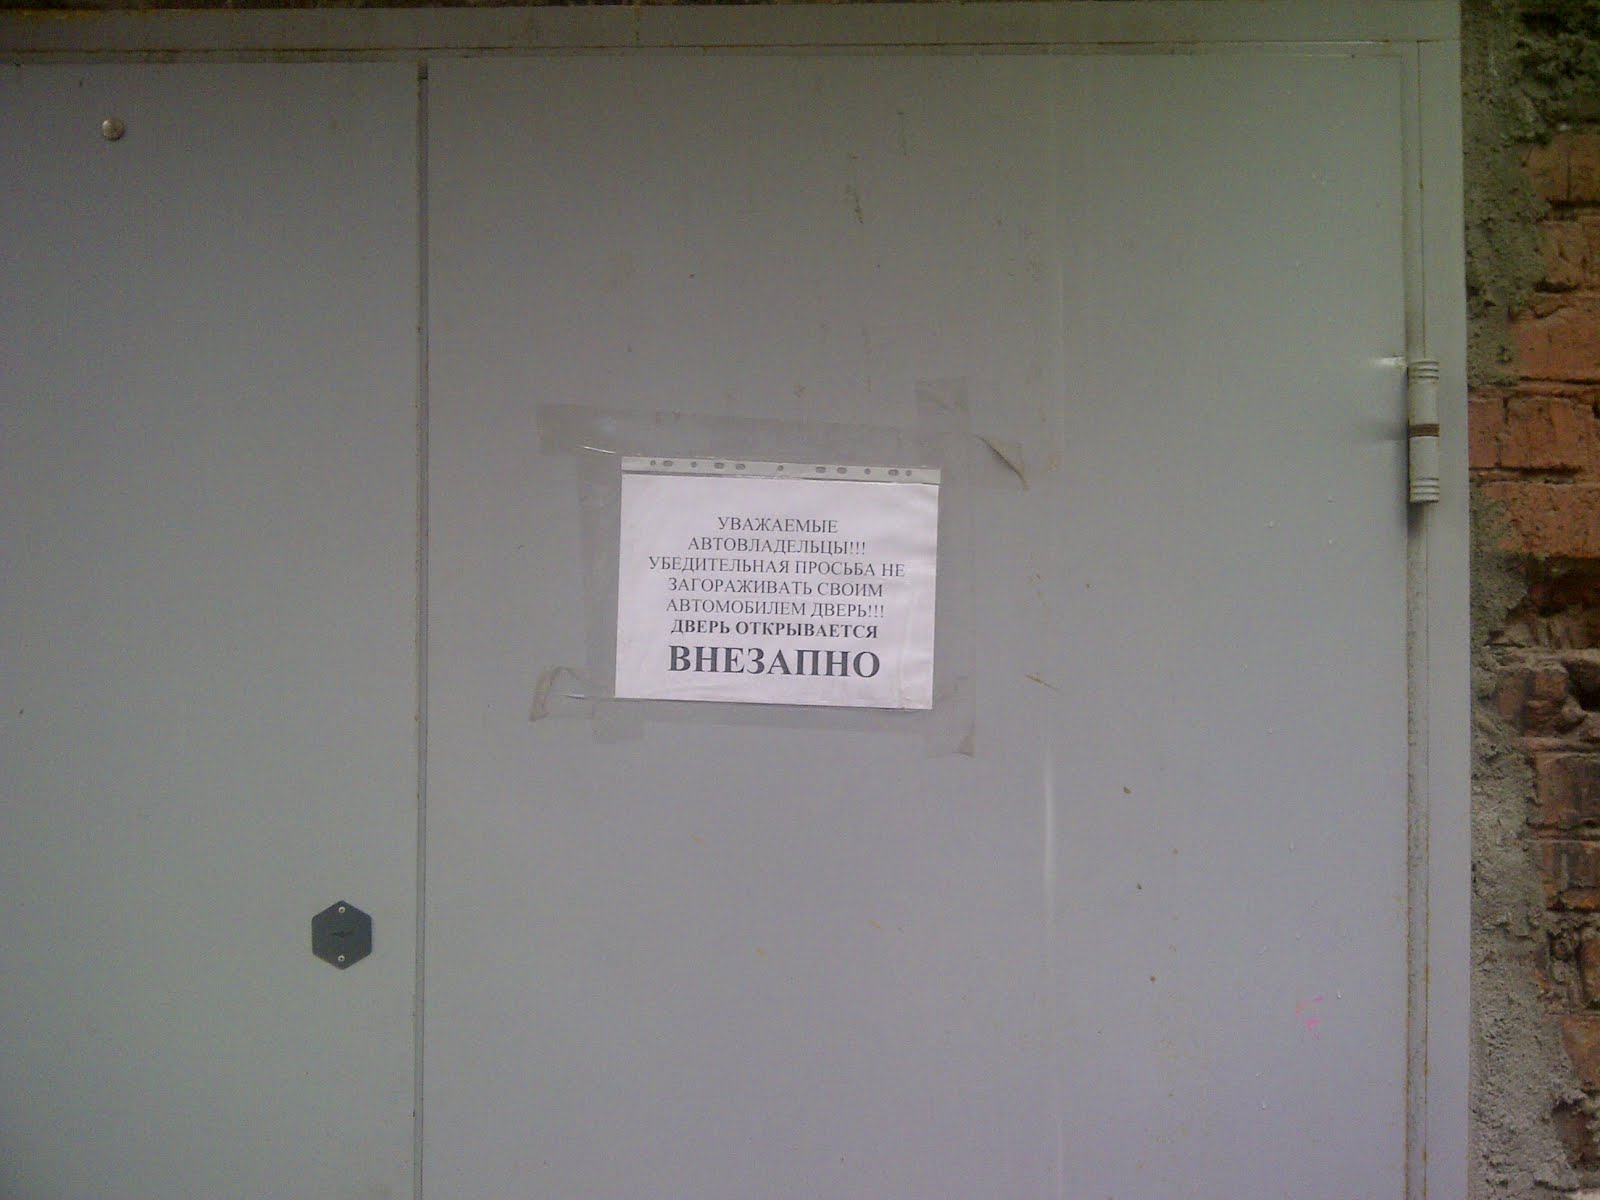 УВАЖАЕМЫЕ
АВТОВЛАДЕЛЬЦЫ!!!
УБЕДИТЕЛЬНАЯ ПРОСЬБА НЕ
ЗАГОРАЖИВАТЬ СВОИМ
АВТОМОБИЛЕМ ДВЕРЬ!!!
ДВЕРЬ ОТКРЫВАЕТСЯ
ВНЕЗАПНО